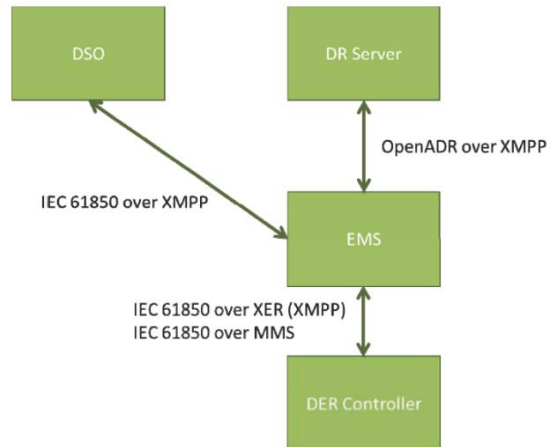 DSO
DR Server
OpenADR over XMPP
IEC 61850 over XMPP
EMS
IEC 61850 over XER (XMPP)
IEC 61850 over MMS
DER Controller